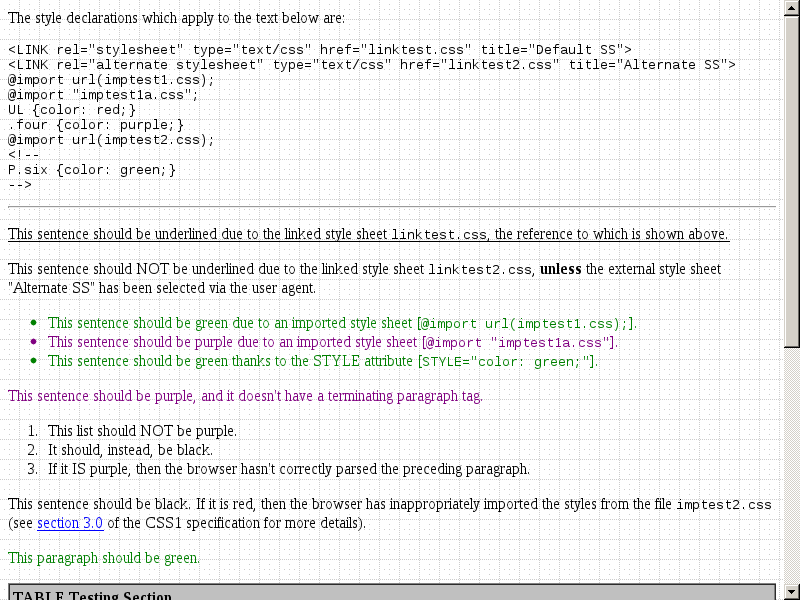 The style declarations which apply to the text below are:
<LINK rel="stylesheet" type="text/css" href="linktest.css" title="Default SS">
<LINK rel="alternate stylesheet" type="text/css" href="linktest2.css" title="Alternate SS">
@import url(imptest1.css);
@import "imptest1a.css";
UL {color: red;}
.four {color: purple;}
@import url(imptest2.css);
<!--
P.six {color: green;}
-->
This sentence should be underlined due to the linked style sheet linktest.css, the reference to which is shown above.
This sentence should NOT be underlined due to the linked style sheet linktest2.css, unless the external style sheet
"Alternate SS" has been selected via the user agent.
• This sentence should be green due to an imported style sheet [@import url(imptest1.css);].
• This sentence should be purple due to an imported style sheet [@import "imptest1a.css"].
• This sentence should be green thanks to the STYLE attribute [STYLE="color: green;"].
This sentence should be purple, and it doesn't have a terminating paragraph tag.
1. This list should NOT be purple.
2. It should, instead, be black.
3. If it IS purple, then the browser hasn't correctly parsed the preceding paragraph.
This sentence should be black. If it is red, then the browser has inappropriately imported the styles from the file imptest2.css
(see section 3.0 of the CSS1 specification for more details).
This paragraph should be green.
TABLE Testing Section